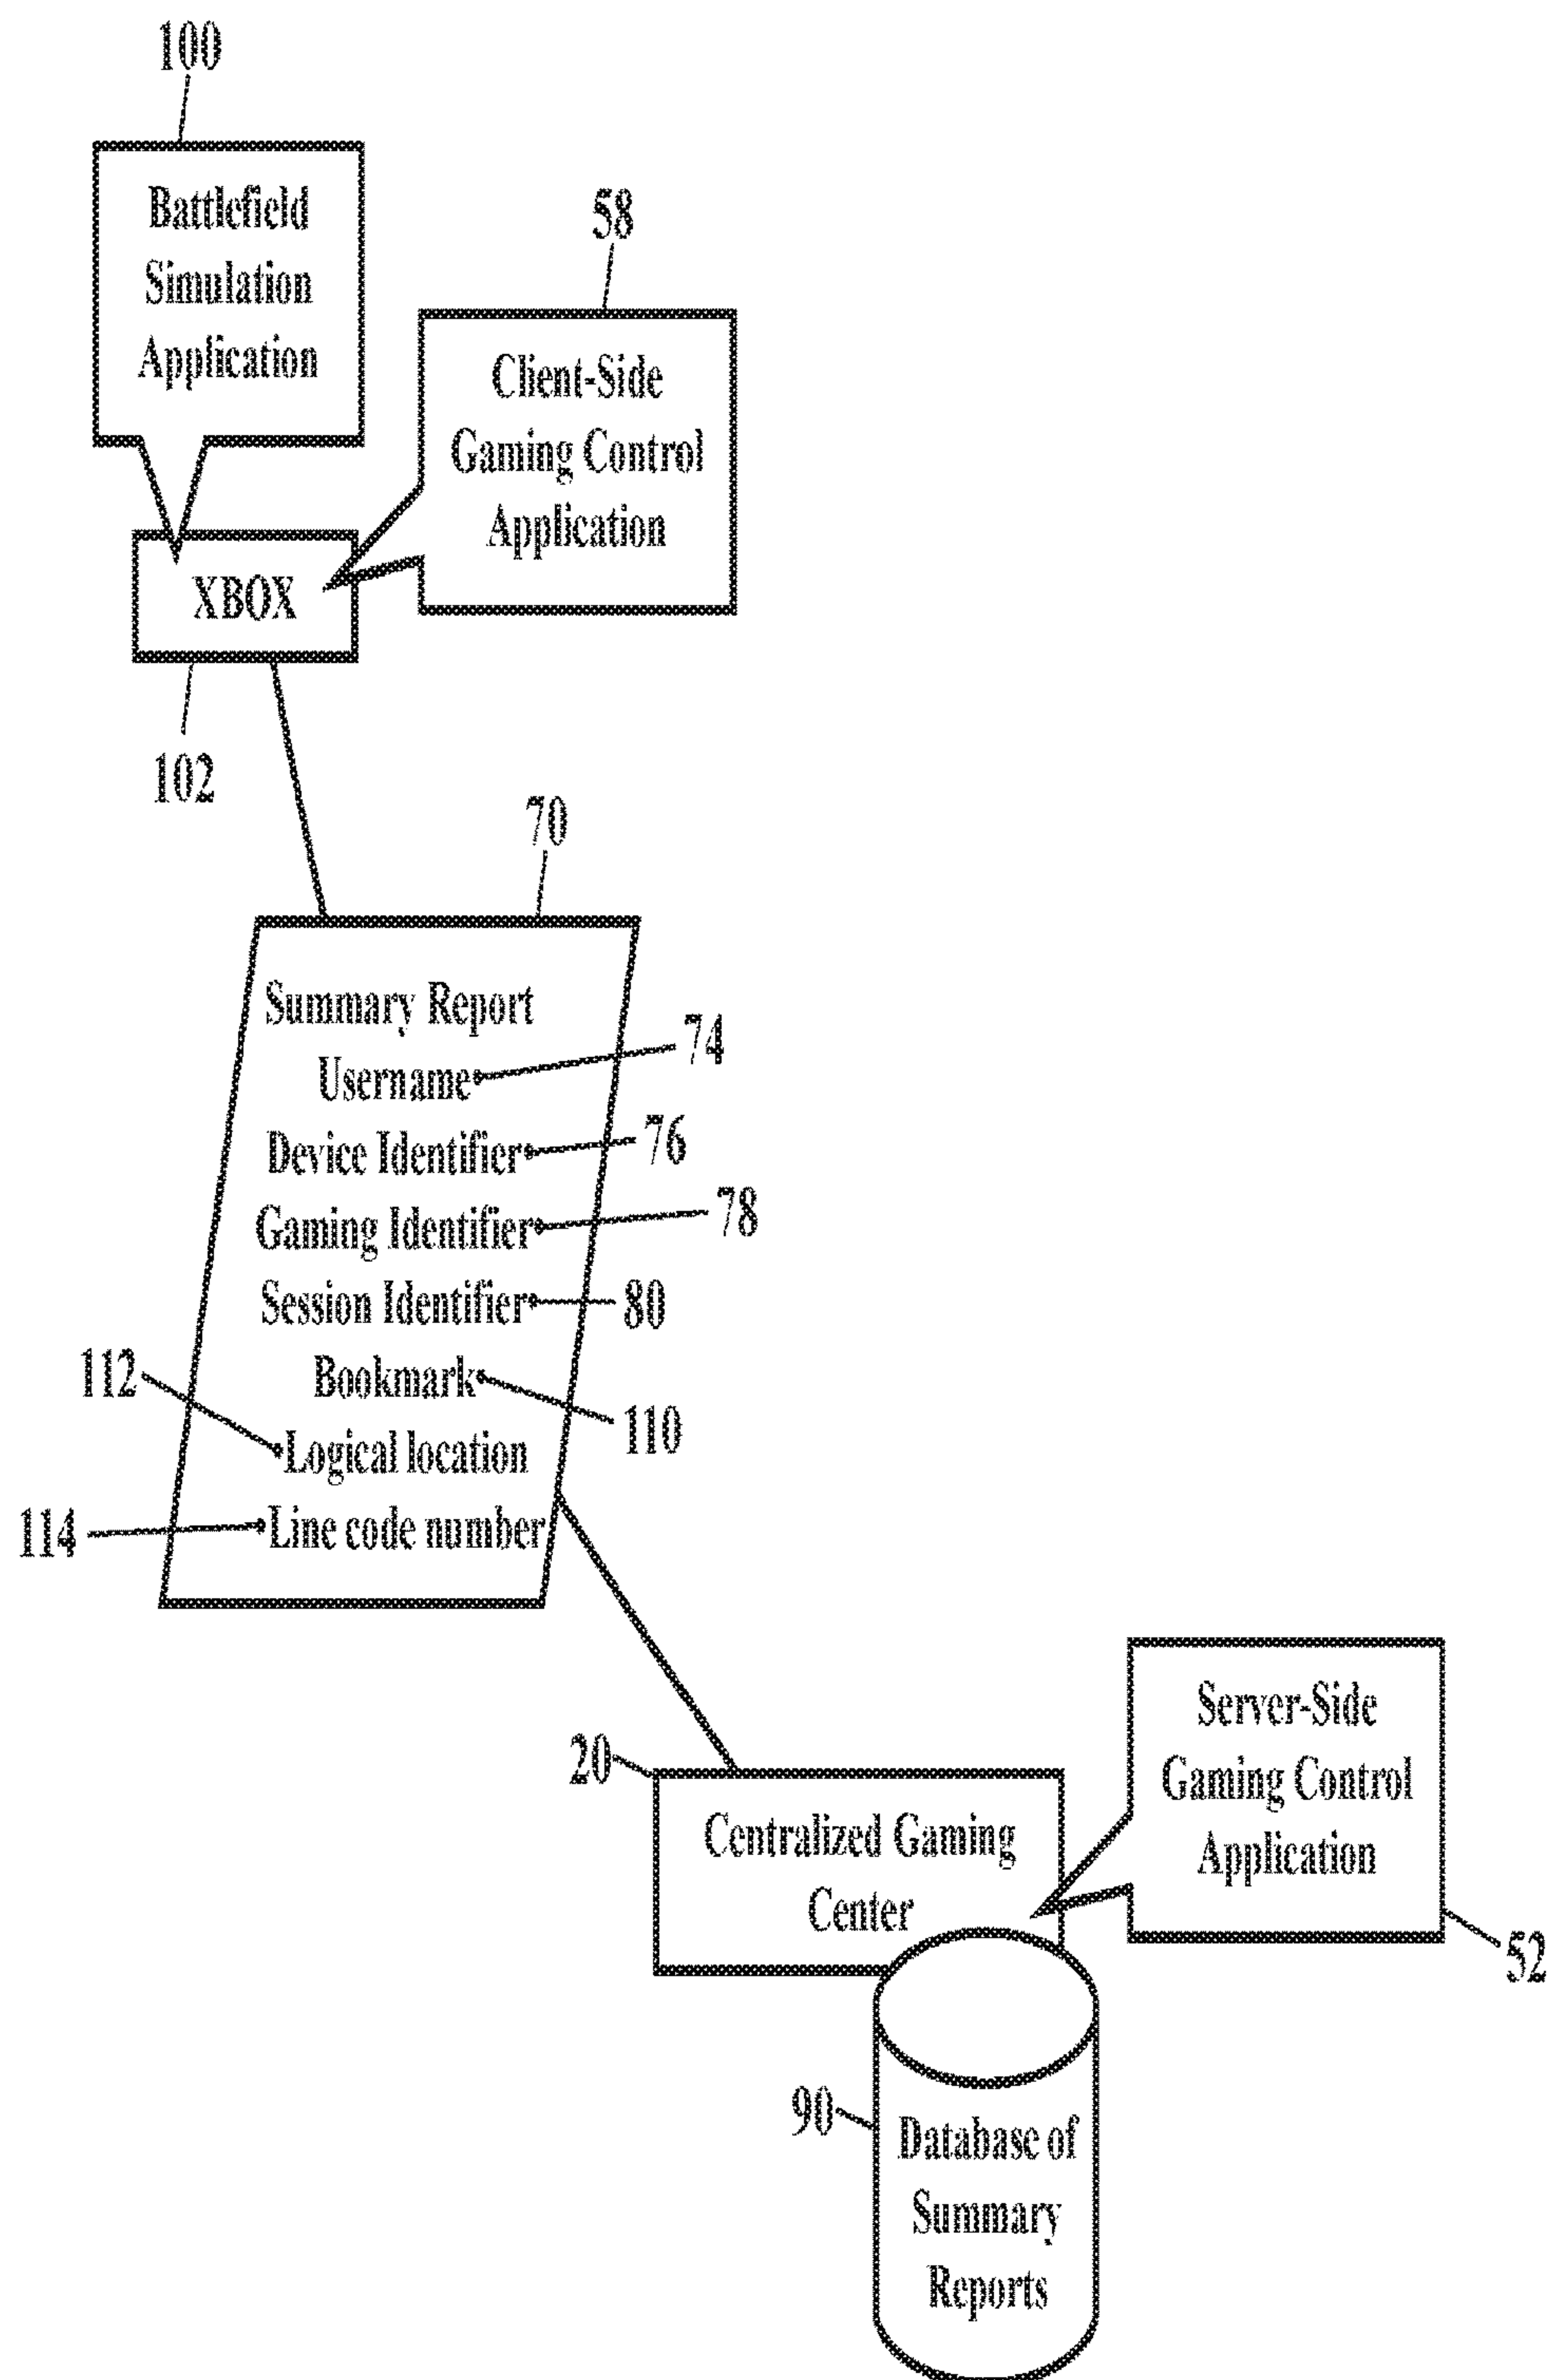 100
Battlefield
Simulation
Application
58
Client-Side
Gaming Control
Application
XBOX
102
70
Summary Report
Username
74
Device Identifier
76
Gaming Identifier
78
Session Identifier
80
Bookmark
110
112
Logical location
114
Line code number
20
Centralized Gaming
Center
Server-Side
Gaming Control
Application
52
90
Database of
Summary
Reports